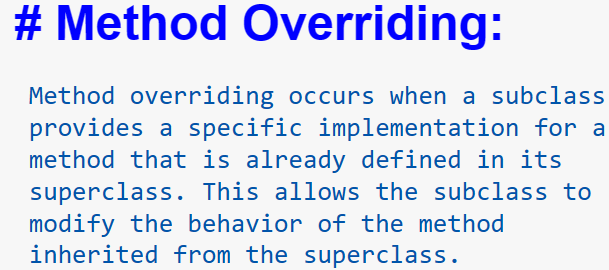 # Method Overriding:
Method overriding occurs when a subclass
provides a specific implementation for a
method that is already defined in its
superclass. This allows the subclass to
modify the behavior of the method
inherited from the superclass.